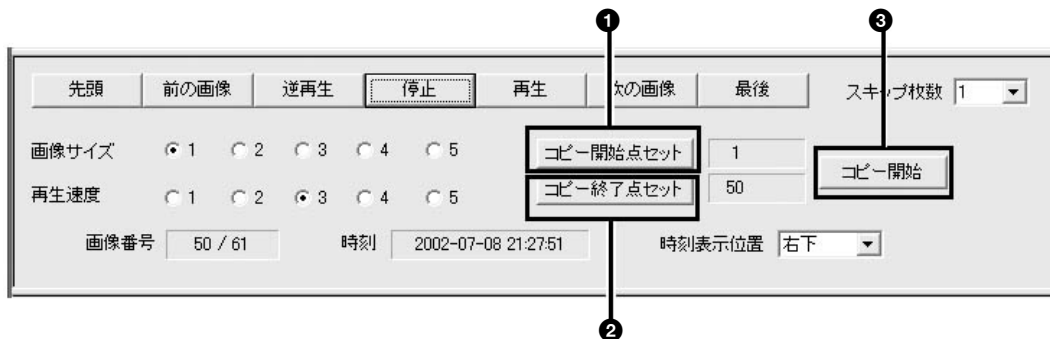 ❶ ❸
先頭 前の画像 逆再生 停止 再生 次の画像 最後 スキップ枚数 1
画像サイズ 1 2 3 4 5 コピー開始点セット 1 コピー開始
再生速度 1 2 3 4 5 コピー終了点セット 50
画像番号 50 / 61 時刻 2002-07-08 21:27:51 時刻表示位置 右下
❷